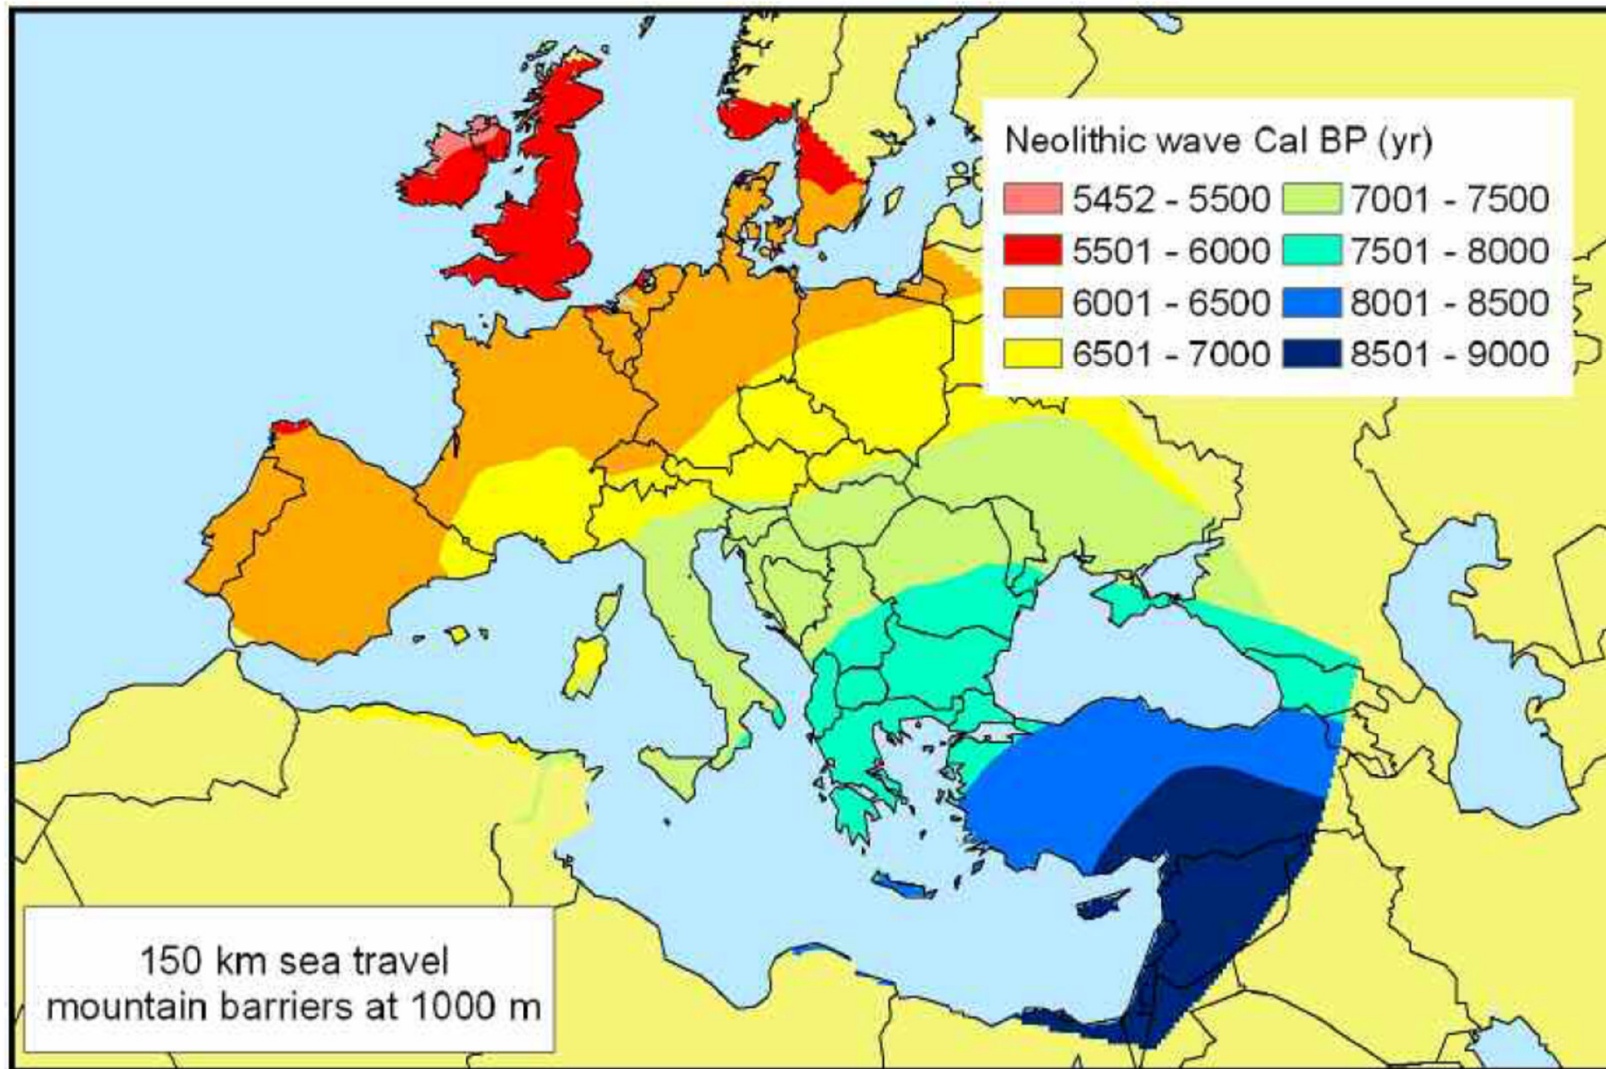 Neolithic wave Cal BP (yr)
5452 - 5500 7001 - 7500
5501 - 6000 7501 - 8000
6001 - 6500 8001 - 8500
6501 - 7000 8501 - 9000
150 km sea travel
mountain barriers at 1000 m